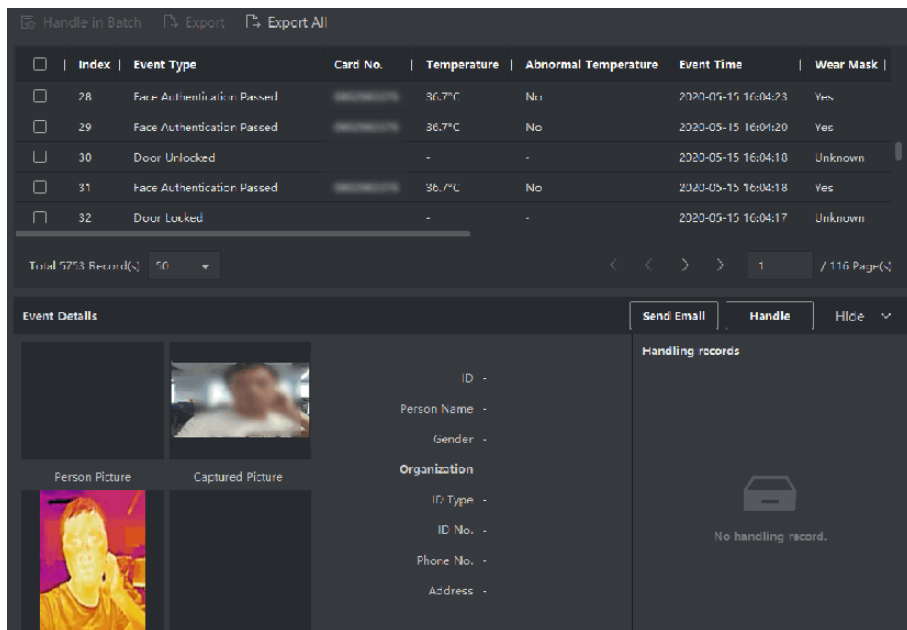 Handle in Batch Export Export All
Index Event Type Card No. Temperature Abnormal Temperature Event Time Wear Mask
28 Face Authentication Passed 36.7°C No 2020-05-15 16:04:23 Yes
29 Face Authentication Passed 36.7°C No 2020-05-15 16:04:20 Yes
30 Door Unlocked - - 2020-05-15 16:04:18 Unknown
31 Face Authentication Passed 36.7°C No 2020-05-15 16:04:18 Yes
32 Door Locked - - 2020-05-15 16:04:17 Unknown
Total 5753 Record(s) 50 1 / 116 Page(s)
Event Details Send Email Handle Hide
Handling records
ID -
Person Name -
Gender -
Organization
Person Picture Captured Picture
ID Type -
ID No. -
Phone No. -
Address -
No handling record.